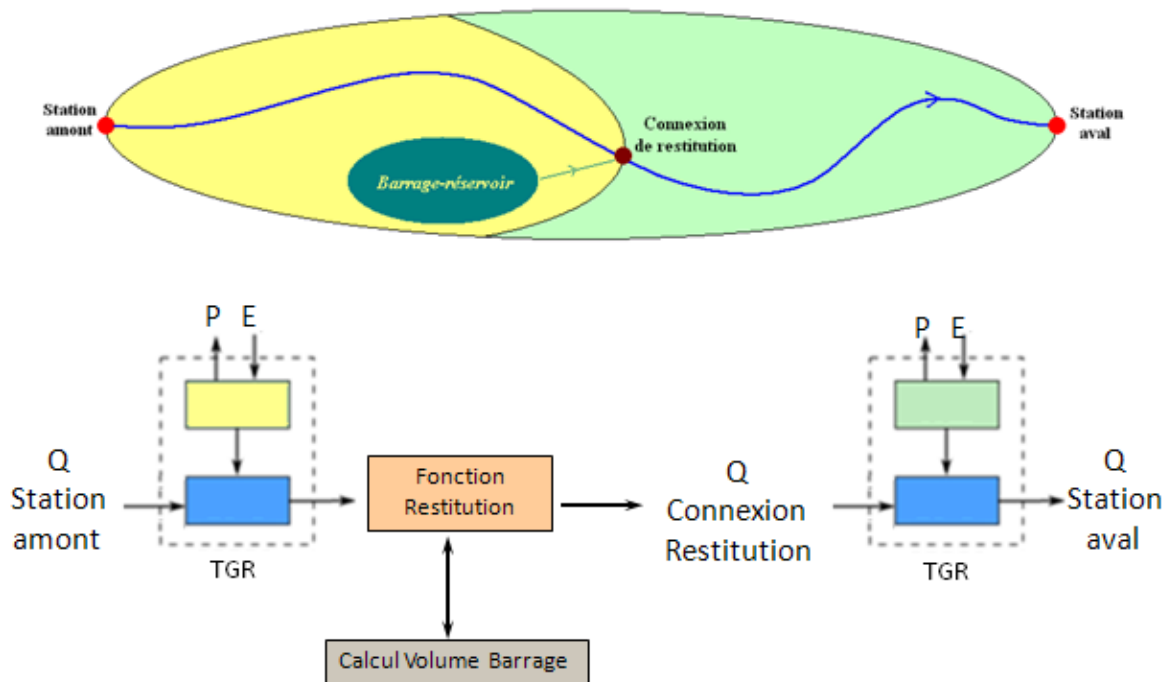 Station
amont
Connexion
de restitution
Station
aval
Barrage-réservoir
P E
P E
Q
Station
amont
Fonction
Restitution
Q
Connexion
Restitution
Q
Station
aval
TGR
TGR
Calcul Volume Barrage